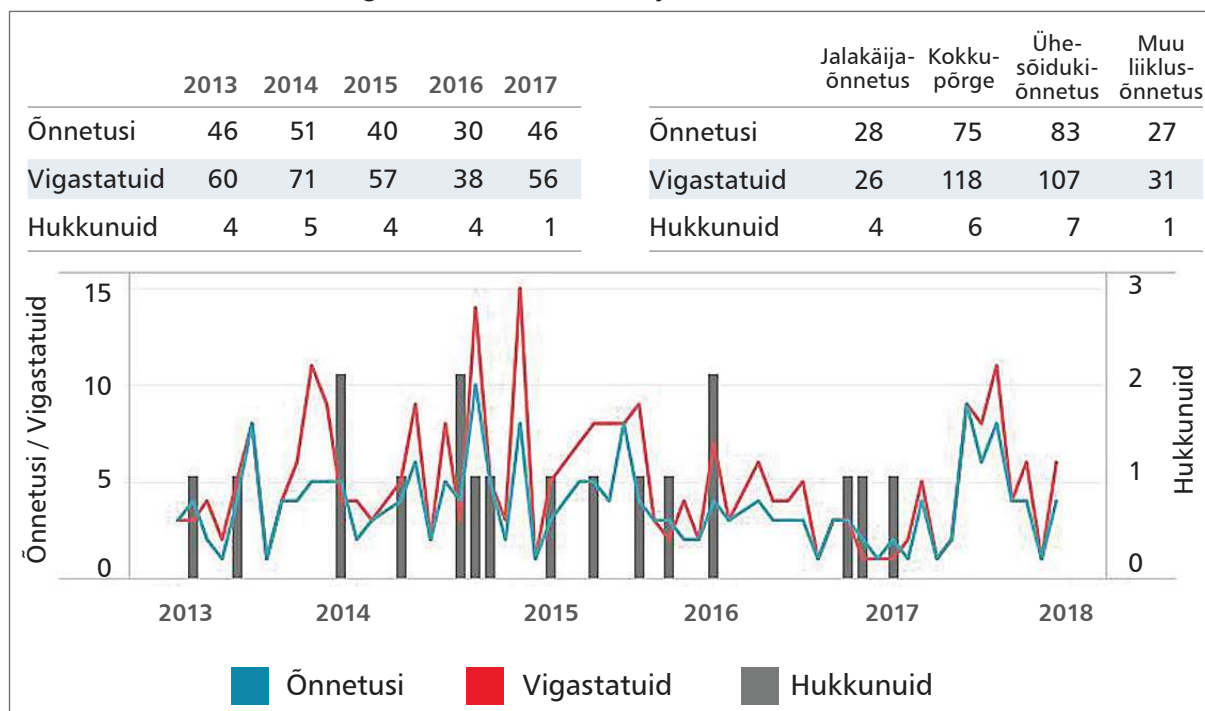 2013 2014 2015 2016 2017
Õnnetusi 46 51 40 30 46
Vigastatuid 60 71 57 38 56
Hukkunuid 4 5 4 4 1
Jalakäija-õnnetus Kokku-põrge Ühe-sõiduki-õnnetus Muu liiklus-õnnetus
Õnnetusi 28 75 83 27
Vigastatuid 26 118 107 31
Hukkunuid 4 6 7 1
Õnnetusi / Vigastatuid
15
10
5
0
3
2
1
0
Hukkunuid
2013 2014 2015 2016 2017 2018
Õnnetusi Vigastatuid Hukkunuid